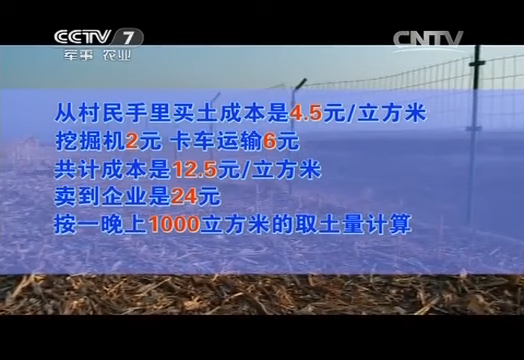 CCTV 7
CNTV
军事 农业
从村民手里买土成本是4.5元/立方米
挖掘机2元 卡车运输6元
共计成本是12.5元/立方米
卖到企业是24元
按一晚上1000立方米的取土量计算